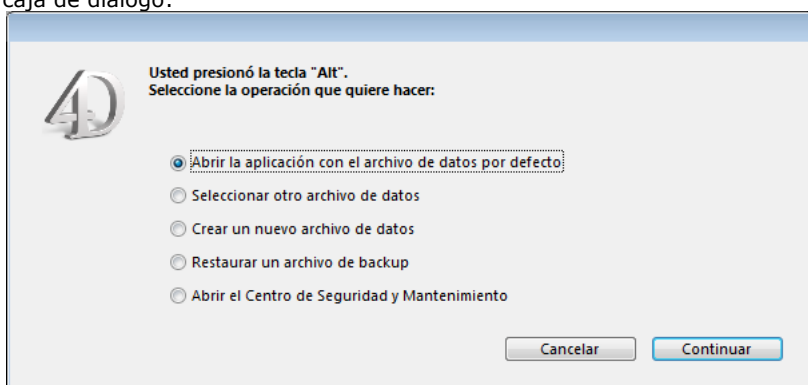 caja de diálogo:
4D
Usted presionó la tecla "Alt".
Seleccione la operación que quiere hacer:
Abrir la aplicación con el archivo de datos por defecto
Seleccionar otro archivo de datos
Crear un nuevo archivo de datos
Restaurar un archivo de backup
Abrir el Centro de Seguridad y Mantenimiento
Cancelar
Continuar